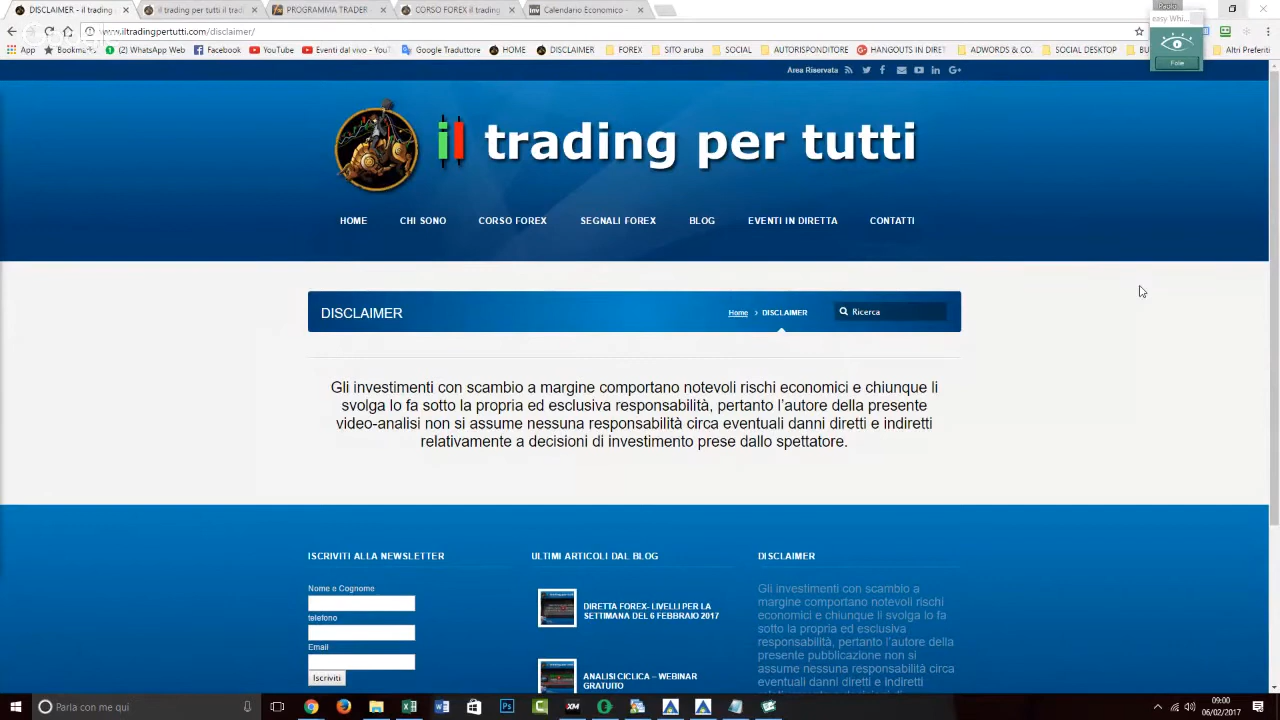 DISCLAIMER - il tradin
il trading per tutti il tradi
PROGRAMMA TRADER
CORSO FOREX il trading
Calendario Economico -
Paolo
www.iltradingpertutti.com/disclaimer/
easy Whi...
Folie
App
Bookmark
(2) WhatsApp Web
Facebook
YouTube
Eventi dal vivo - Yo
Google Traduttore
HOME
DISCLAIMER
FOREX
SITO aruba
SOCIAL
AUTORISPONDITORE
HANGOUTS IN DIRET
ADWORDS & CO.
SOCIAL DESKTOP
Altri Preferiti
Area Riservata
il trading per tutti
HOME
CHI SONO
CORSO FOREX
SEGNALI FOREX
BLOG
EVENTI IN DIRETTA
CONTATTI
DISCLAIMER
Home > DISCLAIMER
Ricerca
Gli investimenti con scambio a margine comportano notevoli rischi economici e chiunque li
svolga lo fa sotto la propria ed esclusiva responsabilità, pertanto l'autore della presente
video-analisi non si assume nessuna responsabilità circa eventuali danni diretti e indiretti
relativamente a decisioni di investimento prese dallo spettatore.
ISCRIVITI ALLA NEWSLETTER
Nome e Cognome
telefono
Email
Iscriviti
ULTIMI ARTICOLI DAL BLOG
DIRETTA FOREX- LIVELLI PER LA
SETTIMANA DEL 6 FEBBRAIO 2017
ANALISI CICLICA – WEBINAR
GRATUITO
DISCLAIMER
Gli investimenti con scambio a
margine comportano notevoli rischi
economici e chiunque li svolga lo fa
sotto la propria ed esclusiva
responsabilità, pertanto l'autore della
presente pubblicazione non si
assume nessuna responsabilità circa
eventuali danni diretti e indiretti
Parla con me qui
09:00
06/02/2017